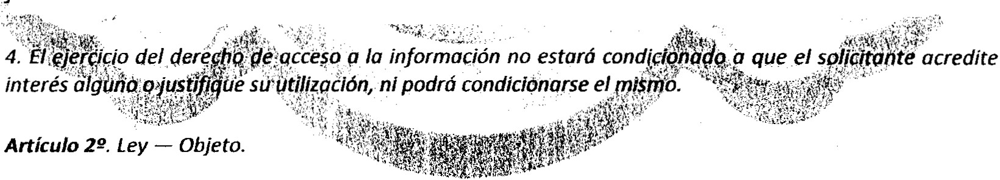 4. El ejercicio del derecho de acceso a la información no estará condicionado a que el solicitante acredite
interés alguno o justifique su utilización, ni podrá condicionarse el mismo.
Artículo 2º. Ley — Objeto.